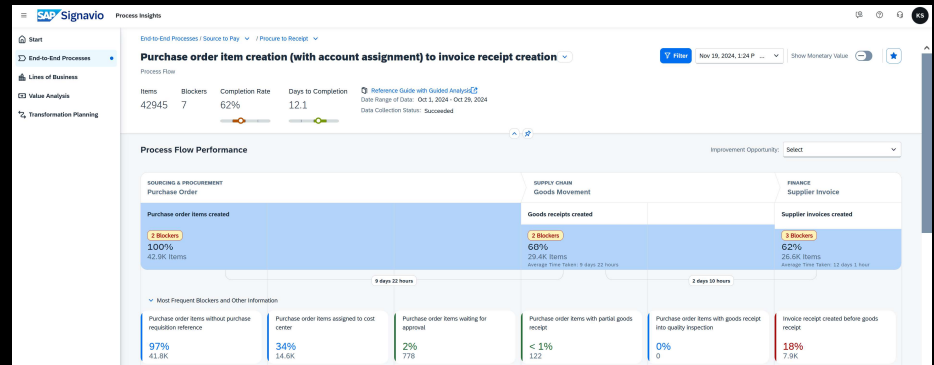 SAP Signavio Process Insights
KS
Start
End-to-End Processes
Lines of Business
Value Analysis
Transformation Planning
End-to-End Processes / Source to Pay / Procure to Receipt
Purchase order item creation (with account assignment) to invoice receipt creation
Process Flow
Filter
Nov 19, 2024, 1:24 P ...
Show Monetary Value
Items
42945
Blockers
7
Completion Rate
62%
Days to Completion
12.1
Reference Guide with Guided Analysis
Date Range of Data: Oct 1, 2024 - Oct 29, 2024
Data Collection Status: Succeeded
Process Flow Performance
Improvement Opportunity: Select
SOURCING & PROCUREMENT
Purchase Order
SUPPLY CHAIN
Goods Movement
FINANCE
Supplier Invoice
Purchase order items created
2 Blockers
100%
42.9K Items
Goods receipts created
2 Blockers
68%
29.4K Items
Average Time Taken: 9 days 22 hours
Supplier invoices created
3 Blockers
62%
26.6K Items
Average Time Taken: 12 days 1 hour
9 days 22 hours
2 days 10 hours
Most Frequent Blockers and Other Information
Purchase order items without purchase
requisition reference
97%
41.8K
Purchase order items assigned to cost
center
34%
14.6K
Purchase order items waiting for
approval
2%
778
Purchase order items with partial goods
receipt
< 1%
122
Purchase order items with goods receipt
into quality inspection
0%
0
Invoice receipt created before goods
receipt
18%
7.9K